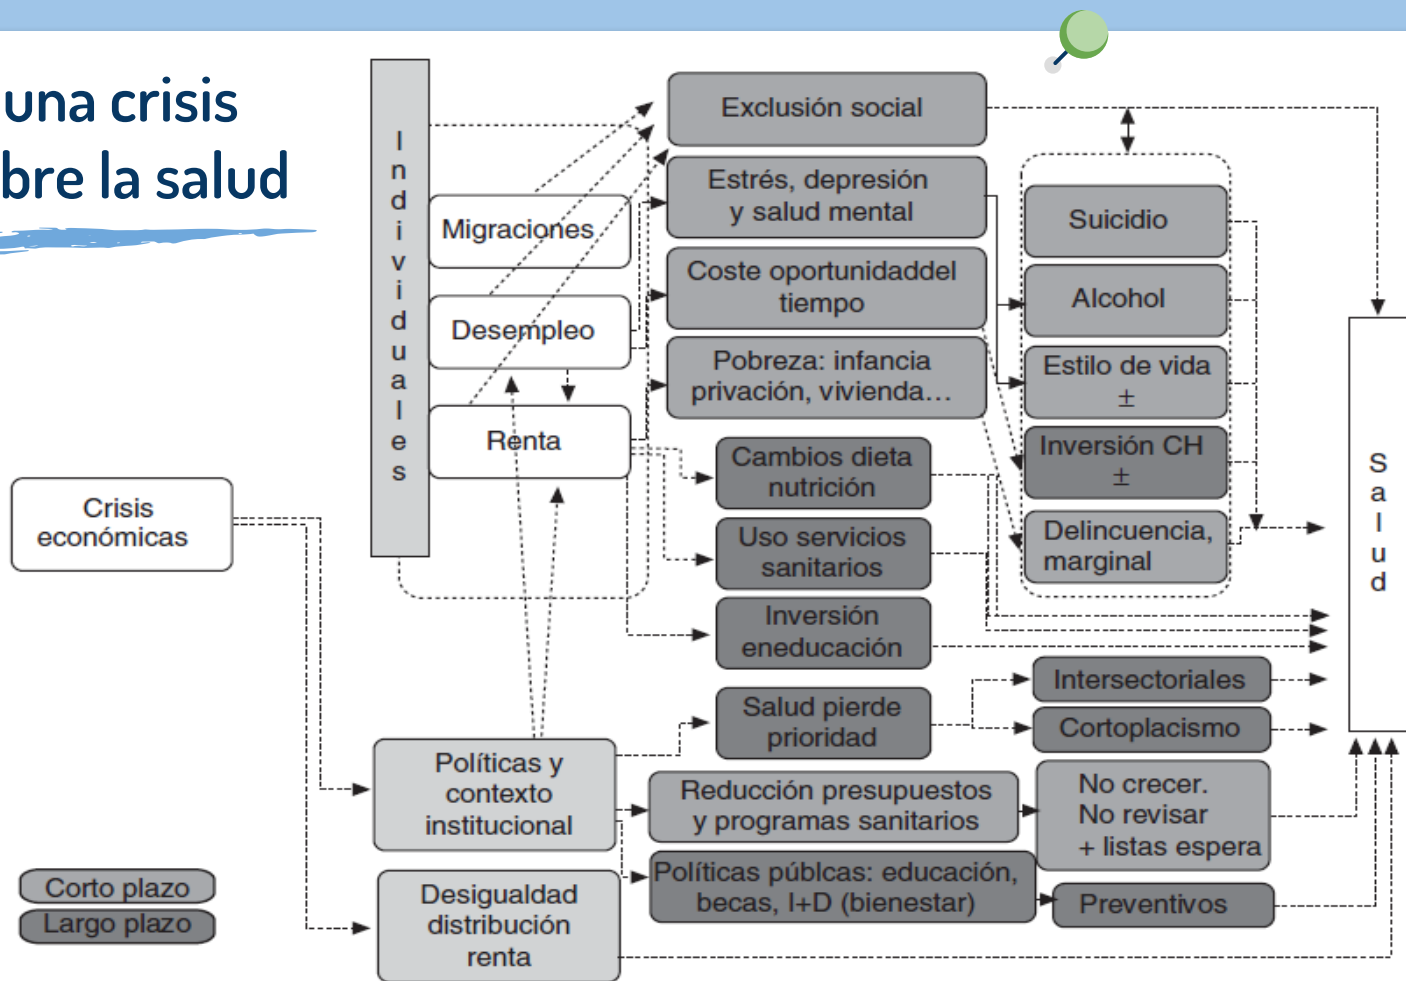 una crisis
bre la salud
Individuales
Migraciones
Desempleo
Renta
Crisis
económicas
Exclusión social
Estrés, depresión
y salud mental
Coste oportunidaddel
tiempo
Pobreza: infancia
privación, vivienda...
Cambios dieta
nutrición
Uso servicios
sanitarios
Inversión
eneducación
Salud pierde
prioridad
Suicidio
Alcohol
Estilo de vida
±
Inversión CH
±
Delincuencia,
marginal
Intersectoriales
Cortoplacismo
Políticas y
contexto
institucional
Reducción presupuestos
y programas sanitarios
No crecer.
No revisar
+ listas espera
Políticas públcas: educación,
becas, I+D (bienestar)
Preventivos
Desigualdad
distribución
renta
Salud
Corto plazo
Largo plazo